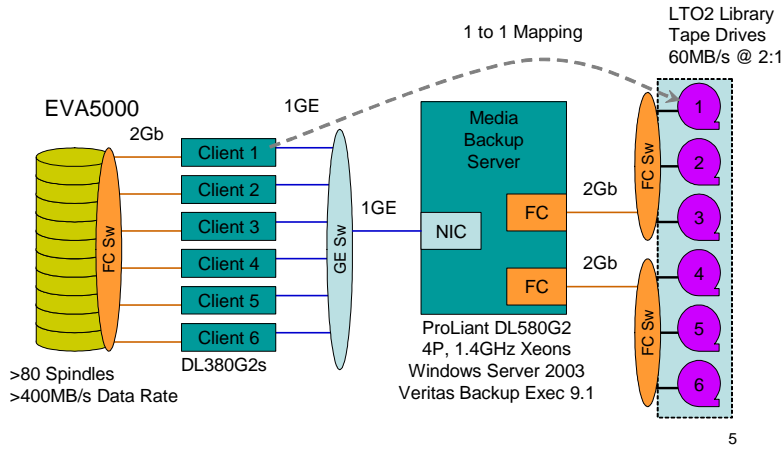 LTO2 Library
Tape Drives
60MB/s @ 2:1
1 to 1 Mapping
EVA5000
2Gb
1GE
FC Sw
Client 1
Client 2
Client 3
Client 4
Client 5
Client 6
DL380G2s
GE Sw
1GE
Media
Backup
Server
NIC
FC
FC
2Gb
2Gb
FC Sw
FC Sw
1
2
3
4
5
6
>80 Spindles
>400MB/s Data Rate
ProLiant DL580G2
4P, 1.4GHz Xeons
Windows Server 2003
Veritas Backup Exec 9.1
5